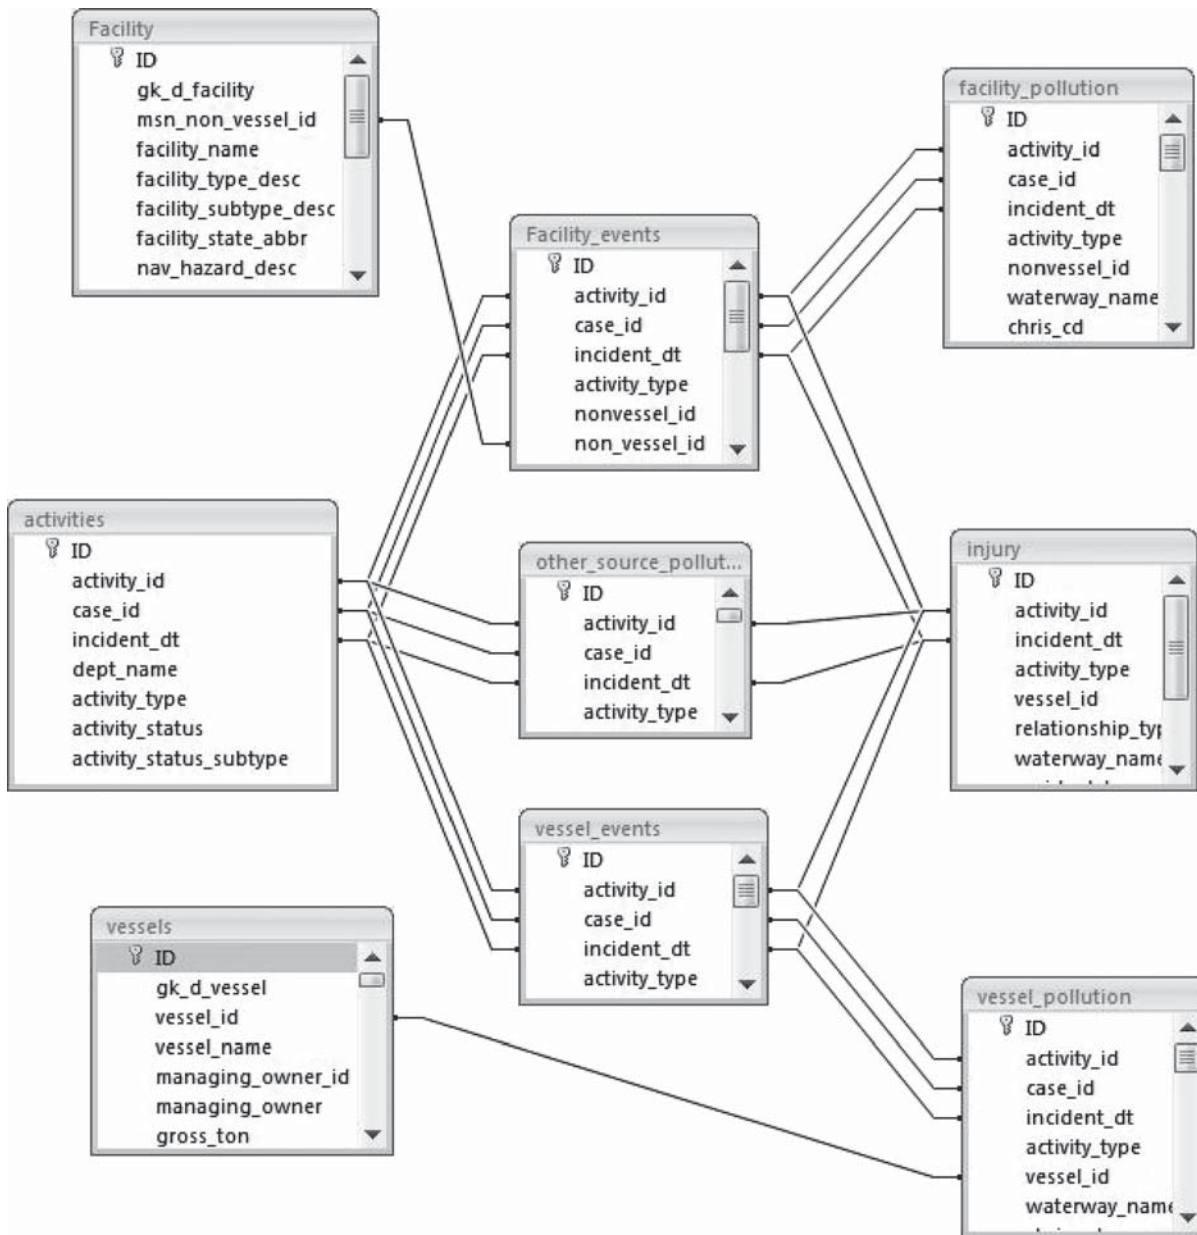 Facility
ID
gk_d_facility
msn_non_vessel_id
facility_name
facility_type_desc
facility_subtype_desc
facility_state_abbr
nav_hazard_desc
facility_pollution
ID
activity_id
case_id
incident_dt
activity_type
nonvessel_id
waterway_name
chris_cd
Facility_events
ID
activity_id
case_id
incident_dt
activity_type
nonvessel_id
non_vessel_id
activities
ID
activity_id
case_id
incident_dt
dept_name
activity_type
activity_status
activity_status_subtype
other_source_pollut...
ID
activity_id
case_id
incident_dt
activity_type
injury
ID
activity_id
incident_dt
activity_type
vessel_id
relationship_typ
waterway_name
vessel_events
ID
activity_id
case_id
incident_dt
activity_type
vessels
ID
gk_d_vessel
vessel_id
vessel_name
managing_owner_id
managing_owner
gross_ton
vessel_pollution
ID
activity_id
case_id
incident_dt
activity_type
vessel_id
waterway_name